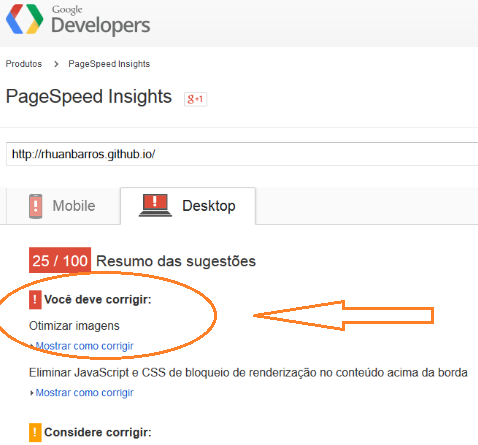 Google
Developers
Produtos > PageSpeed Insights
PageSpeed Insights g+1
http://rhuanbarros.github.io/
! Mobile ! Desktop
25 / 100 Resumo das sugestões
! Você deve corrigir:
Otimizar imagens
Mostrar como corrigir
Eliminar JavaScript e CSS de bloqueio de renderização no conteúdo acima da borda
Mostrar como corrigir
! Considere corrigir: